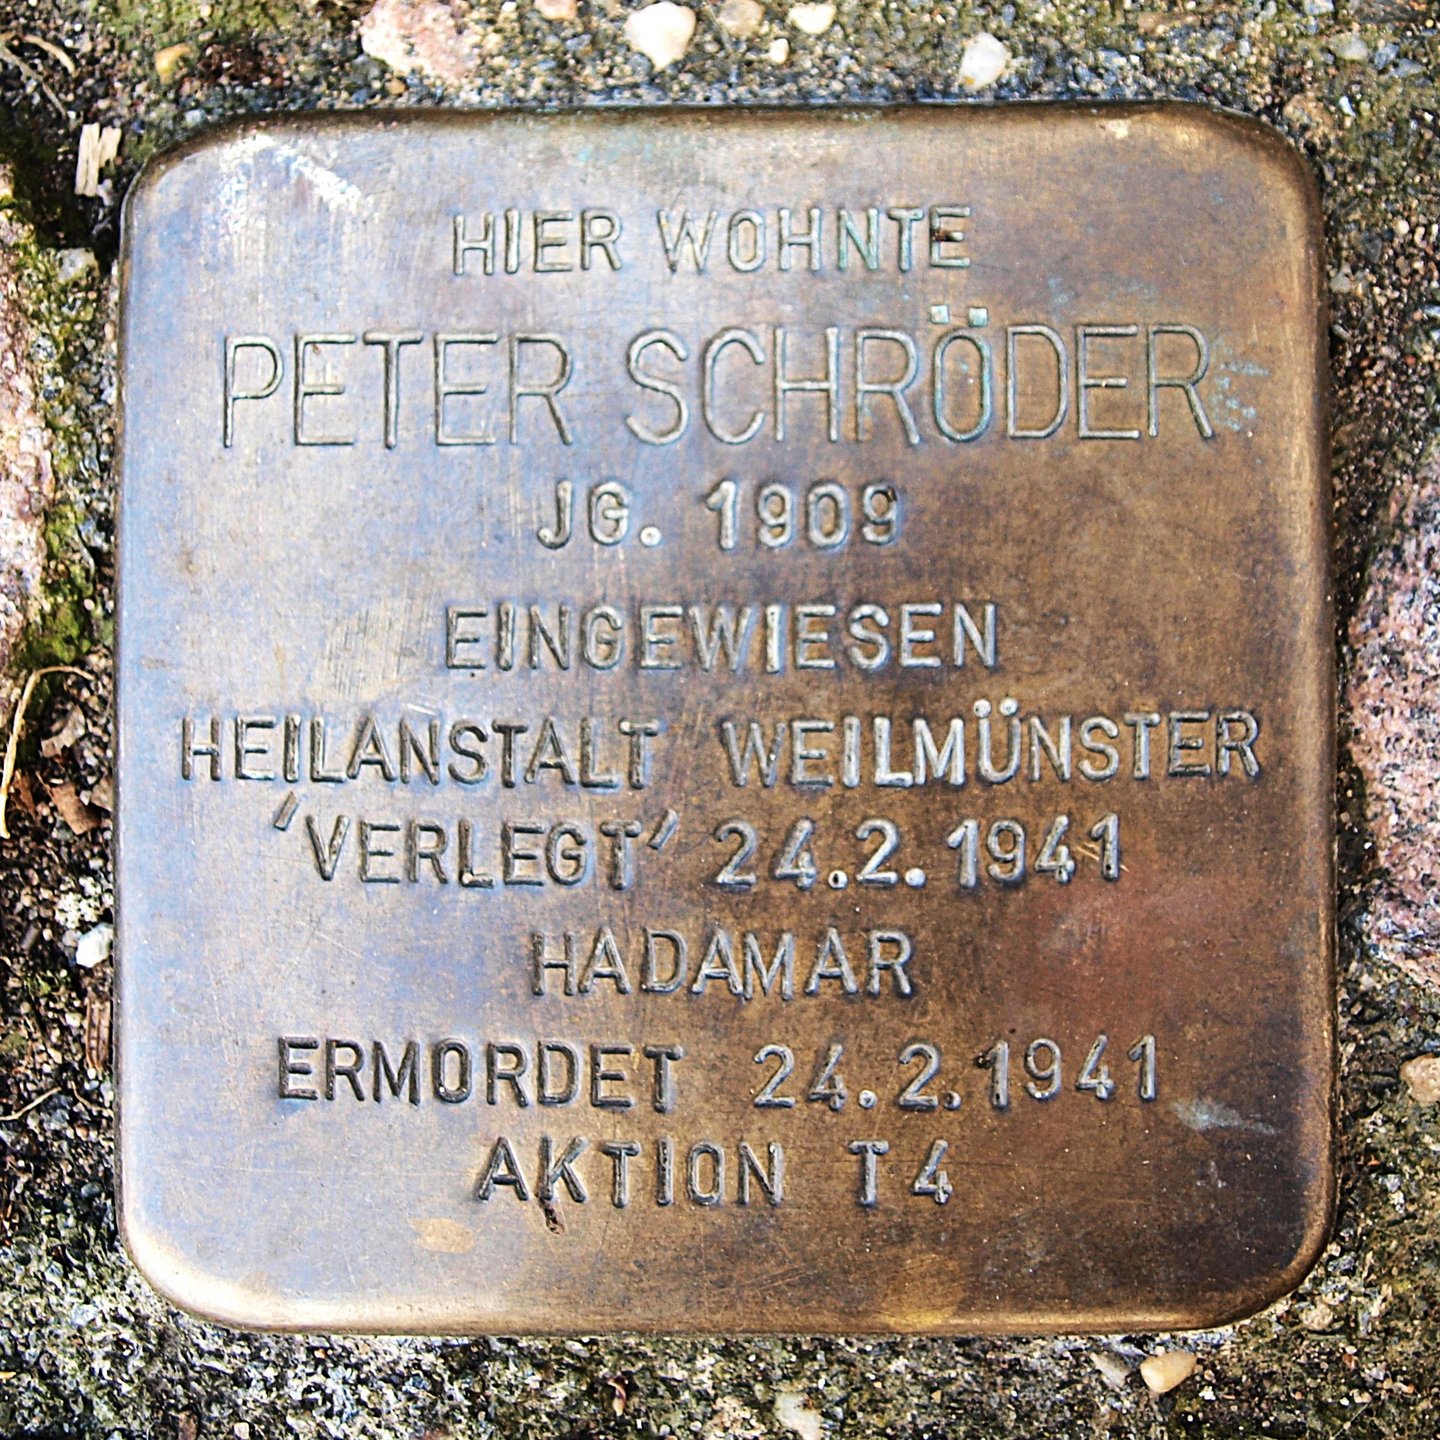 HIER WOHNTE
PETER SCHRÖDER
JG. 1909
EINGEWIESEN
HEILANSTALT WEILMÜNSTER
'VERLEGT' 24.2.1941
HADAMAR
ERMORDET 24.2.1941
AKTION T4